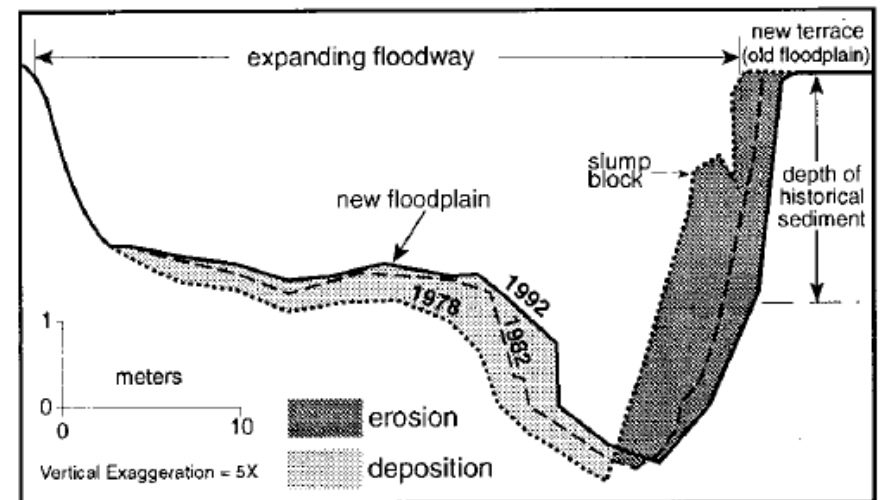 expanding floodway
new terrace
(old floodplain)
slump
block
depth of
historical
sediment
new floodplain
1978
1982
1992
1
meters
0
0
10
erosion
deposition
Vertical Exaggeration = 5X